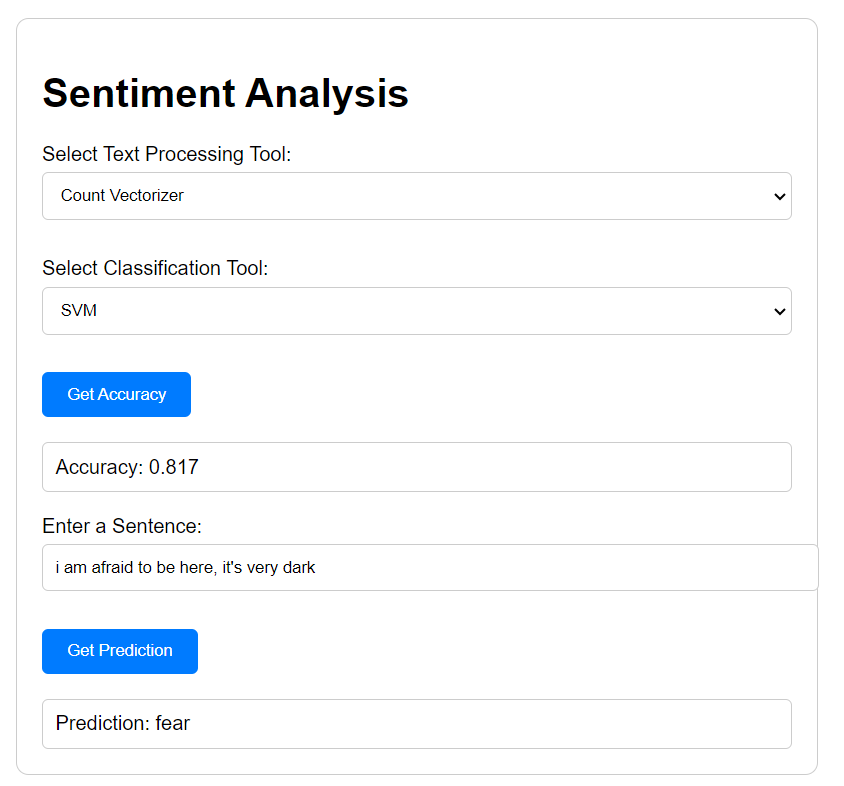 Sentiment Analysis
Select Text Processing Tool:
Count Vectorizer
Select Classification Tool:
SVM
Get Accuracy
Accuracy: 0.817
Enter a Sentence:
i am afraid to be here, it's very dark
Get Prediction
Prediction: fear